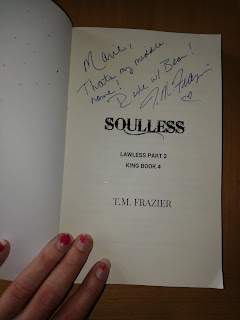 Marie,
That's my middle
name!
Ride w/ Bear!
T.M. Frazier
SOULLESS
LAWLESS PART 2
KING BOOK 4
T.M. FRAZIER